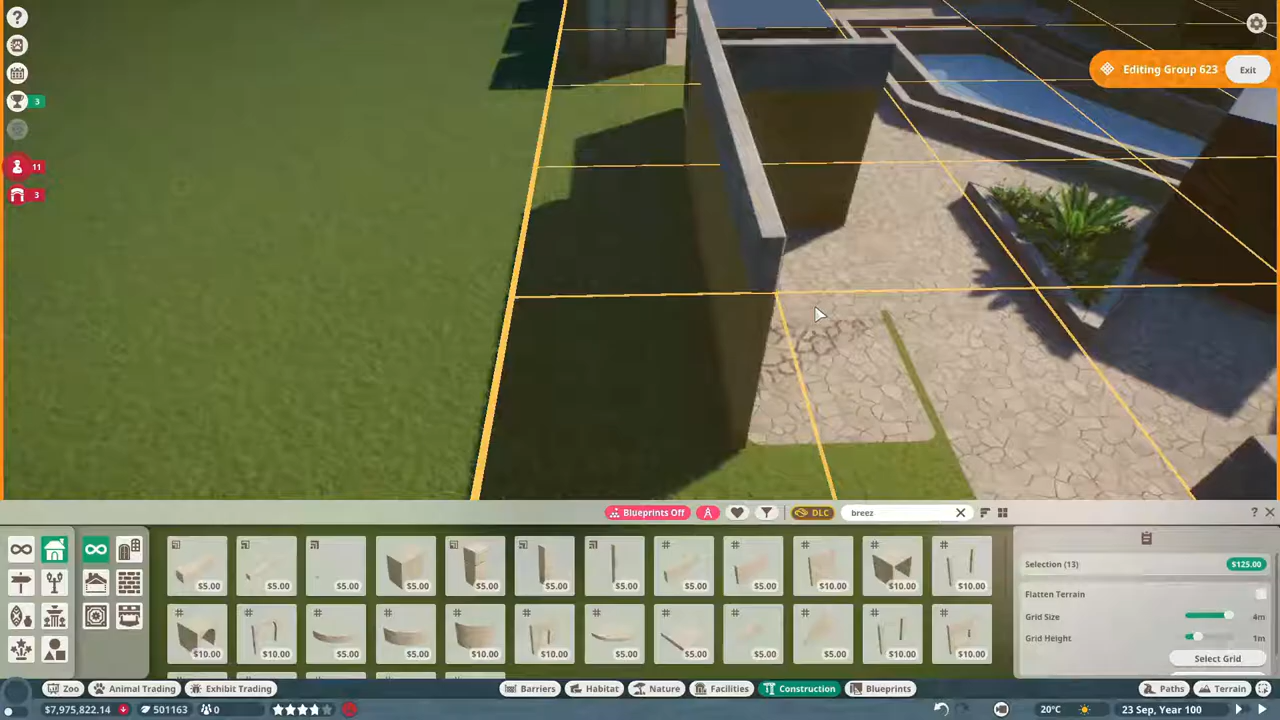 ?
3
11
3
Editing Group 623 Exit
Blueprints Off DLC breez
? ×
$5.00 $5.00 $5.00 $5.00 $5.00 $5.00 $5.00 $5.00 $5.00 $10.00 $10.00 $10.00
$10.00 $10.00 $5.00 $5.00 $10.00 $10.00 $5.00 $5.00 $5.00 $5.00 $10.00 $10.00
Selection (13) $125.00
Flatten Terrain
Grid Size 4m
Grid Height 1m
Select Grid
Zoo Animal Trading Exhibit Trading Barriers Habitat Nature Facilities Construction Blueprints Paths Terrain
$7,975,822.14 501163 0 20°C 23 Sep, Year 100